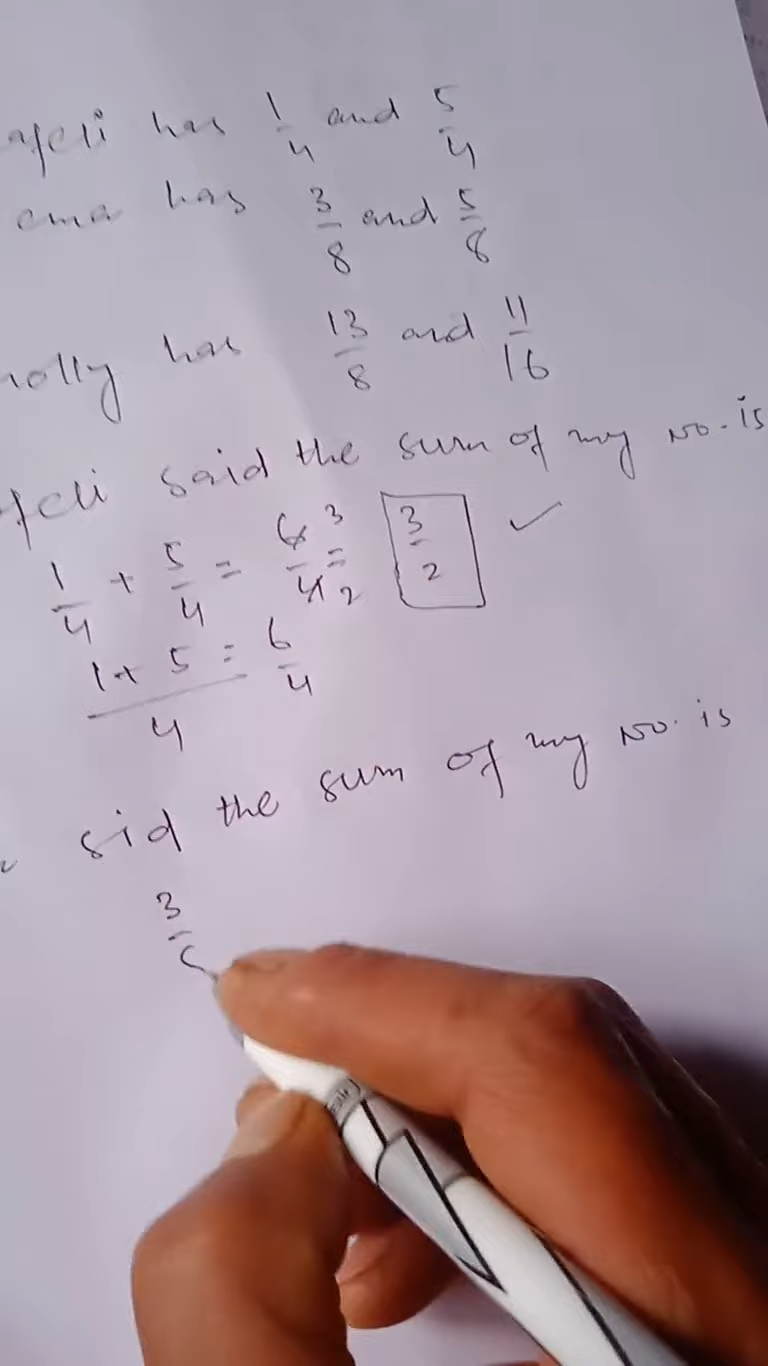 has 1/4 and 5/4
ema has 3/8 and 5/8
molly has 13/8 and 11/16
said the sum of my no. is
1/4 + 5/4 = 6/4 3/2 = 3/2 ✓
1+5/4 = 6/4
sid the sum of my no. is
3/